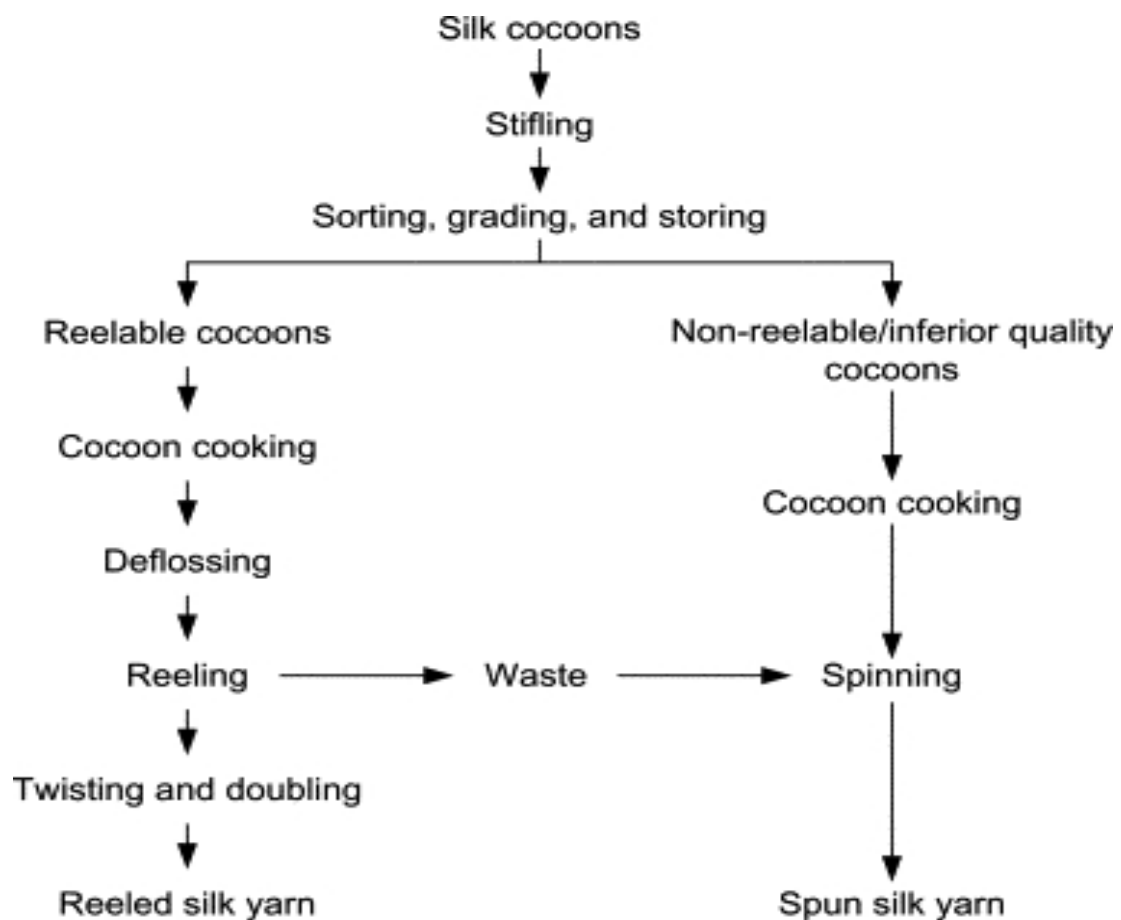 Silk cocoons
Stifling
Sorting, grading, and storing
Reelable cocoons
Non-reelable/inferior quality
cocoons
Cocoon cooking
Cocoon cooking
Deflossing
Reeling
Waste
Spinning
Twisting and doubling
Reeled silk yarn
Spun silk yarn